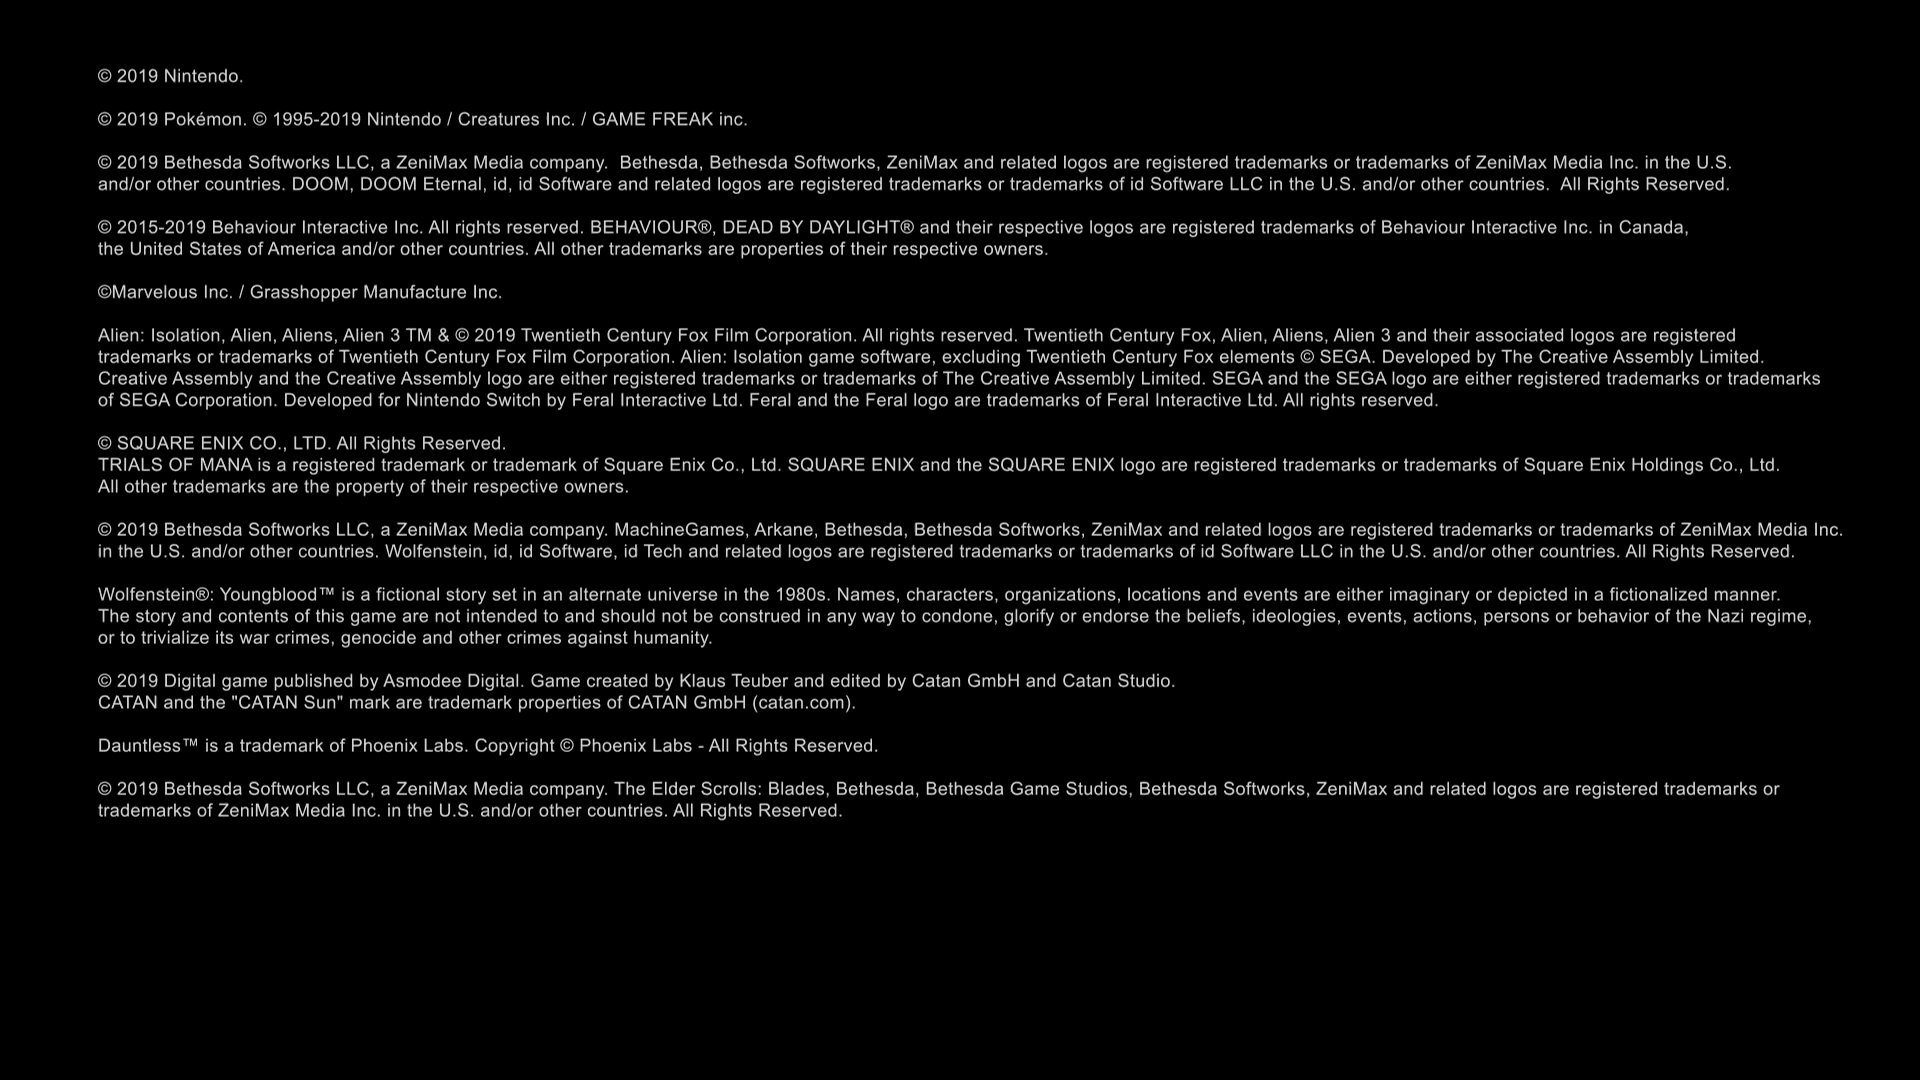 © 2019 Nintendo.
© 2019 Pokémon. © 1995-2019 Nintendo / Creatures Inc. / GAME FREAK inc.
© 2019 Bethesda Softworks LLC, a ZeniMax Media company.  Bethesda, Bethesda Softworks, ZeniMax and related logos are registered trademarks or trademarks of ZeniMax Media Inc. in the U.S.
and/or other countries. DOOM, DOOM Eternal, id, id Software and related logos are registered trademarks or trademarks of id Software LLC in the U.S. and/or other countries.  All Rights Reserved.
© 2015-2019 Behaviour Interactive Inc. All rights reserved. BEHAVIOUR®, DEAD BY DAYLIGHT® and their respective logos are registered trademarks of Behaviour Interactive Inc. in Canada,
the United States of America and/or other countries. All other trademarks are properties of their respective owners.
©Marvelous Inc. / Grasshopper Manufacture Inc.
Alien: Isolation, Alien, Aliens, Alien 3 TM & © 2019 Twentieth Century Fox Film Corporation. All rights reserved. Twentieth Century Fox, Alien, Aliens, Alien 3 and their associated logos are registered
trademarks or trademarks of Twentieth Century Fox Film Corporation. Alien: Isolation game software, excluding Twentieth Century Fox elements © SEGA. Developed by The Creative Assembly Limited.
Creative Assembly and the Creative Assembly logo are either registered trademarks or trademarks of The Creative Assembly Limited. SEGA and the SEGA logo are either registered trademarks or trademarks
of SEGA Corporation. Developed for Nintendo Switch by Feral Interactive Ltd. Feral and the Feral logo are trademarks of Feral Interactive Ltd. All rights reserved.
© SQUARE ENIX CO., LTD. All Rights Reserved.
TRIALS OF MANA is a registered trademark or trademark of Square Enix Co., Ltd. SQUARE ENIX and the SQUARE ENIX logo are registered trademarks or trademarks of Square Enix Holdings Co., Ltd.
All other trademarks are the property of their respective owners.
© 2019 Bethesda Softworks LLC, a ZeniMax Media company. MachineGames, Arkane, Bethesda, Bethesda Softworks, ZeniMax and related logos are registered trademarks or trademarks of ZeniMax Media Inc.
in the U.S. and/or other countries. Wolfenstein, id, id Software, id Tech and related logos are registered trademarks or trademarks of id Software LLC in the U.S. and/or other countries. All Rights Reserved.
Wolfenstein®: Youngblood™ is a fictional story set in an alternate universe in the 1980s. Names, characters, organizations, locations and events are either imaginary or depicted in a fictionalized manner.
The story and contents of this game are not intended to and should not be construed in any way to condone, glorify or endorse the beliefs, ideologies, events, actions, persons or behavior of the Nazi regime,
or to trivialize its war crimes, genocide and other crimes against humanity.
© 2019 Digital game published by Asmodee Digital. Game created by Klaus Teuber and edited by Catan GmbH and Catan Studio.
CATAN and the "CATAN Sun" mark are trademark properties of CATAN GmbH (catan.com).
Dauntless™ is a trademark of Phoenix Labs. Copyright © Phoenix Labs - All Rights Reserved.
© 2019 Bethesda Softworks LLC, a ZeniMax Media company. The Elder Scrolls: Blades, Bethesda, Bethesda Game Studios, Bethesda Softworks, ZeniMax and related logos are registered trademarks or
trademarks of ZeniMax Media Inc. in the U.S. and/or other countries. All Rights Reserved.